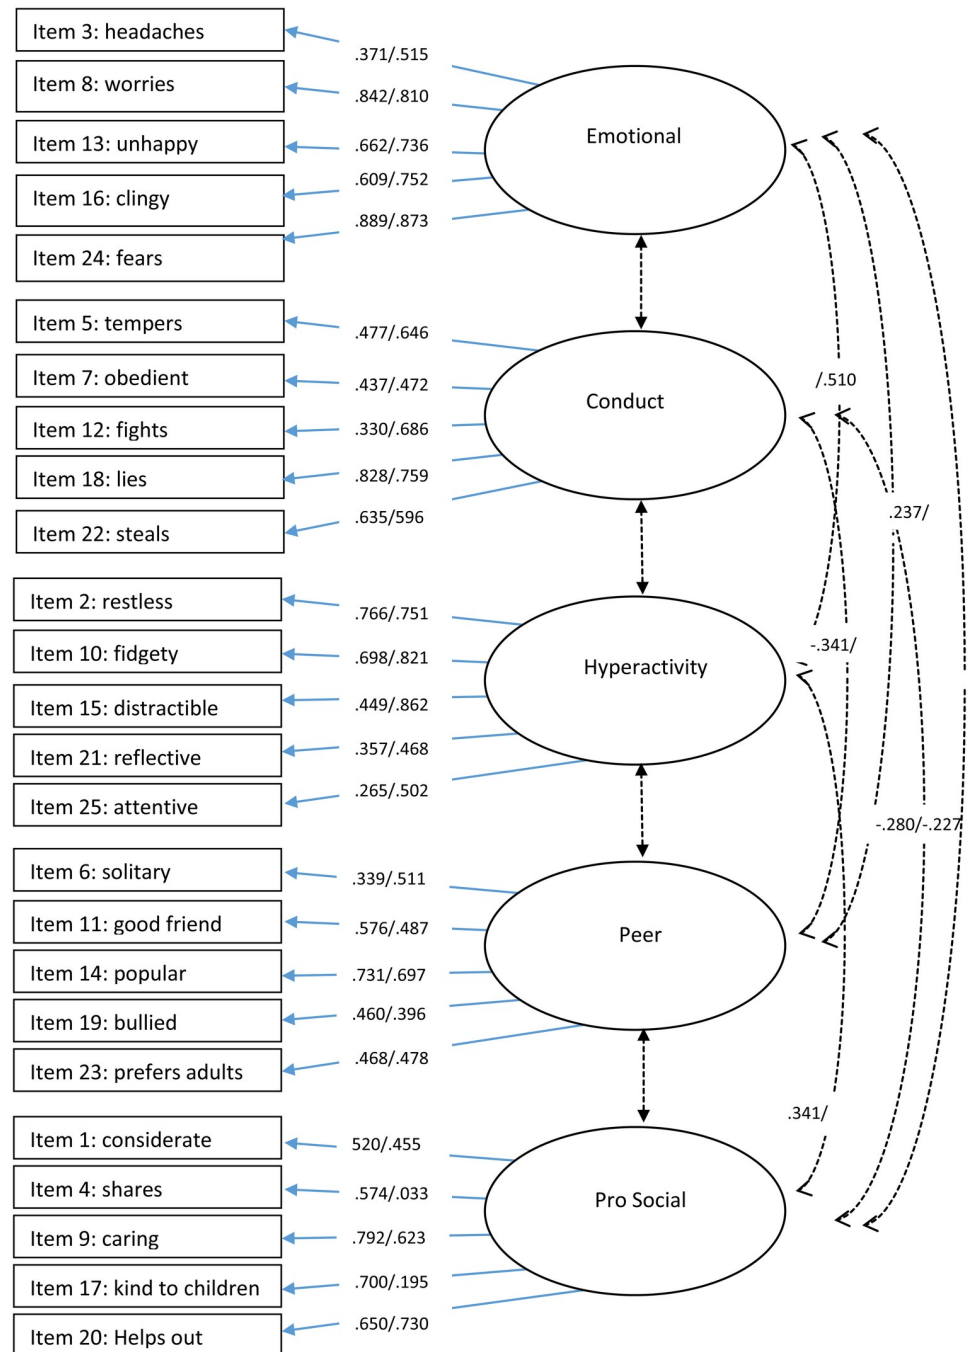 Item 3: headaches
.371/.515
Item 8: worries
.842/.810
Item 13: unhappy
.662/.736
Item 16: clingy
.609/.752
Item 24: fears
.889/.873
Emotional
Item 5: tempers
.477/.646
Item 7: obedient
.437/.472
Item 12: fights
.330/.686
Item 18: lies
.828/.759
Item 22: steals
.635/596
Conduct
/.510
.237/
Item 2: restless
.766/.751
Item 10: fidgety
.698/.821
Item 15: distractible
.449/.862
Item 21: reflective
.357/.468
Item 25: attentive
.265/.502
Hyperactivity
-.341/
-.280/-.227
Item 6: solitary
.339/.511
Item 11: good friend
.576/.487
Item 14: popular
.731/.697
Item 19: bullied
.460/.396
Item 23: prefers adults
.468/.478
Peer
.341/
Item 1: considerate
520/.455
Item 4: shares
.574/.033
Item 9: caring
.792/.623
Item 17: kind to children
.700/.195
Item 20: Helps out
.650/.730
Pro Social